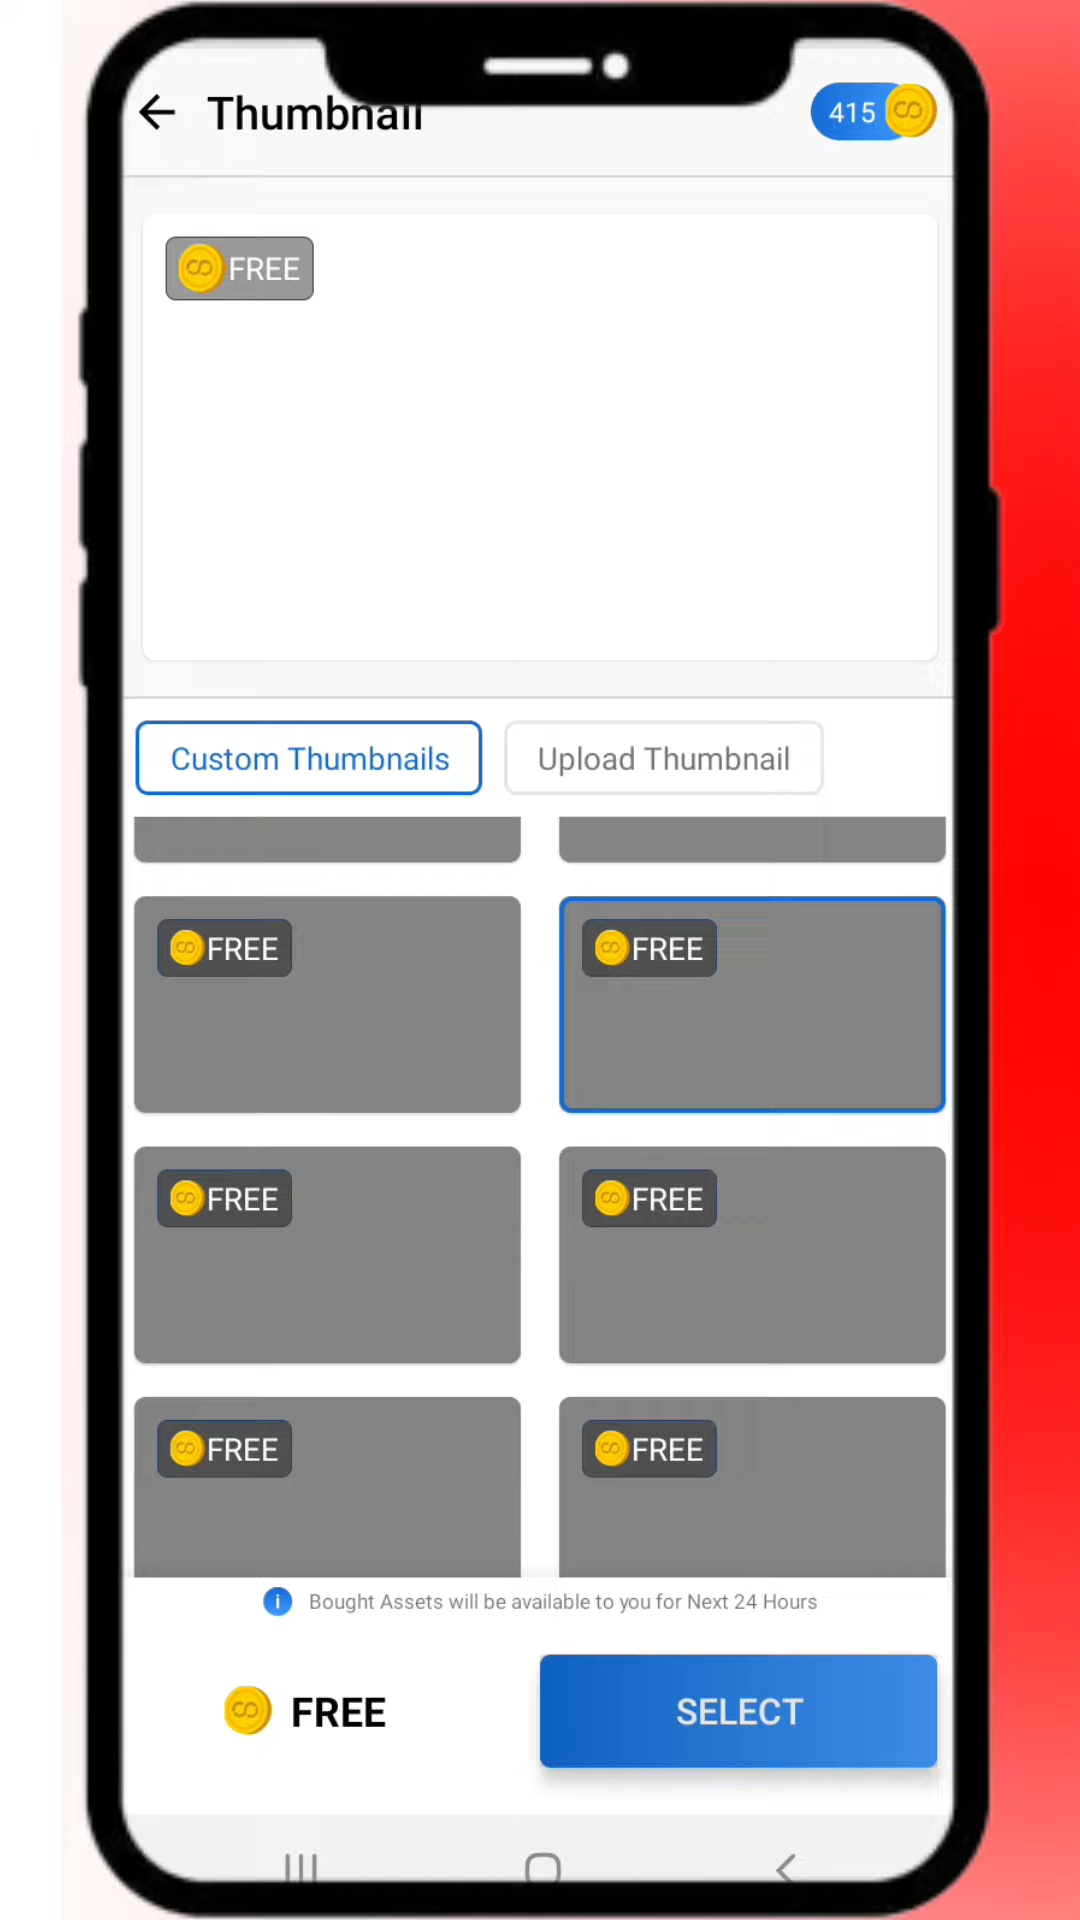 Thumbnail
415
FREE
Custom Thumbnails
Upload Thumbnail
FREE
FREE
FREE
FREE
FREE
FREE
Bought Assets will be available to you for Next 24 Hours
FREE
SELECT